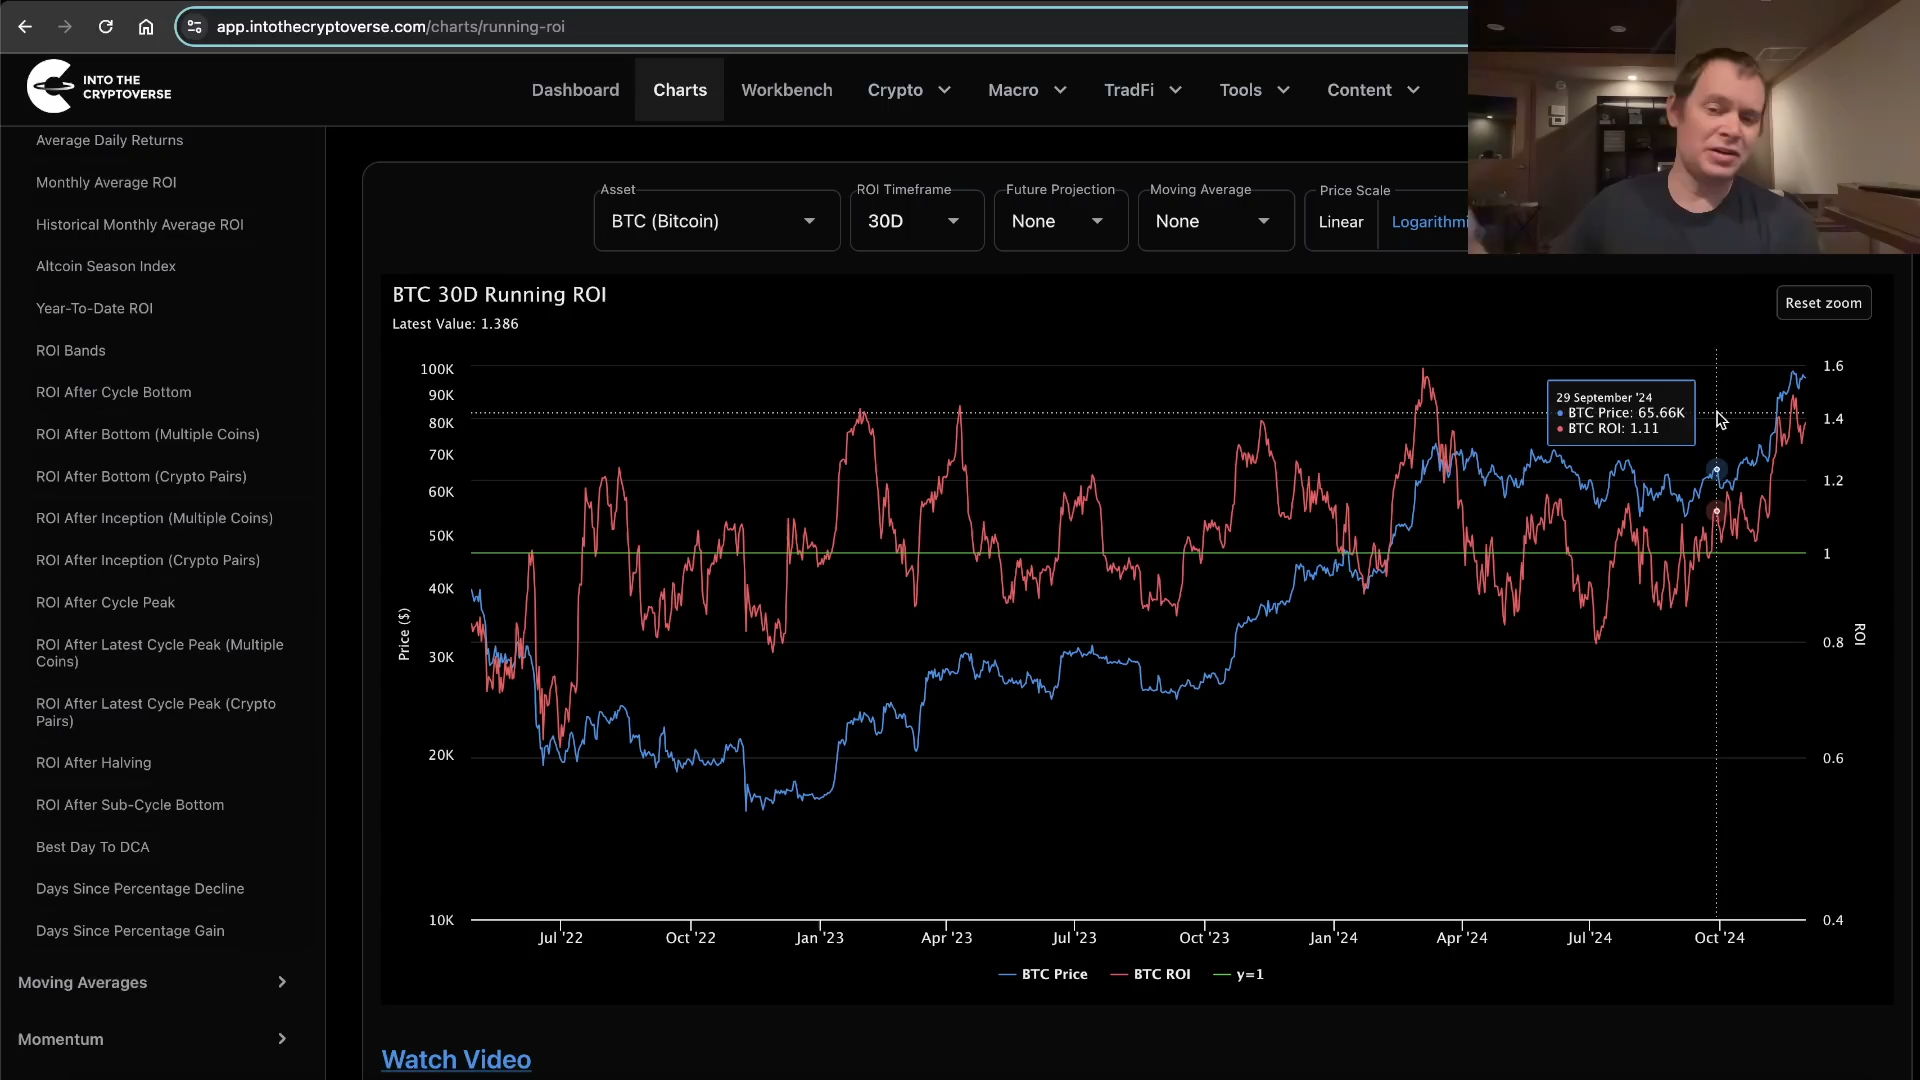 app.intothecryptoverse.com/charts/running-roi
INTO THE
CRYPTOVERSE
Dashboard
Charts
Workbench
Crypto
Macro
TradFi
Tools
Content
Average Daily Returns
Monthly Average ROI
Historical Monthly Average ROI
Altcoin Season Index
Year-To-Date ROI
ROI Bands
ROI After Cycle Bottom
ROI After Bottom (Multiple Coins)
ROI After Bottom (Crypto Pairs)
ROI After Inception (Multiple Coins)
ROI After Inception (Crypto Pairs)
ROI After Cycle Peak
ROI After Latest Cycle Peak (Multiple
Coins)
ROI After Latest Cycle Peak (Crypto
Pairs)
ROI After Halving
ROI After Sub-Cycle Bottom
Best Day To DCA
Days Since Percentage Decline
Days Since Percentage Gain
Moving Averages
Momentum
Asset
BTC (Bitcoin)
ROI Timeframe
30D
Future Projection
None
Moving Average
None
Price Scale
Linear
Logarithmi
BTC 30D Running ROI
Latest Value: 1.386
Reset zoom
100K
90K
80K
70K
60K
50K
40K
30K
20K
10K
Price ($)
29 September '24
BTC Price: 65.66K
BTC ROI: 1.11
1.6
1.4
1.2
1
0.8
0.6
0.4
ROI
Jul '22
Oct '22
Jan '23
Apr '23
Jul '23
Oct '23
Jan '24
Apr '24
Jul '24
Oct '24
BTC Price
BTC ROI
y=1
Watch Video